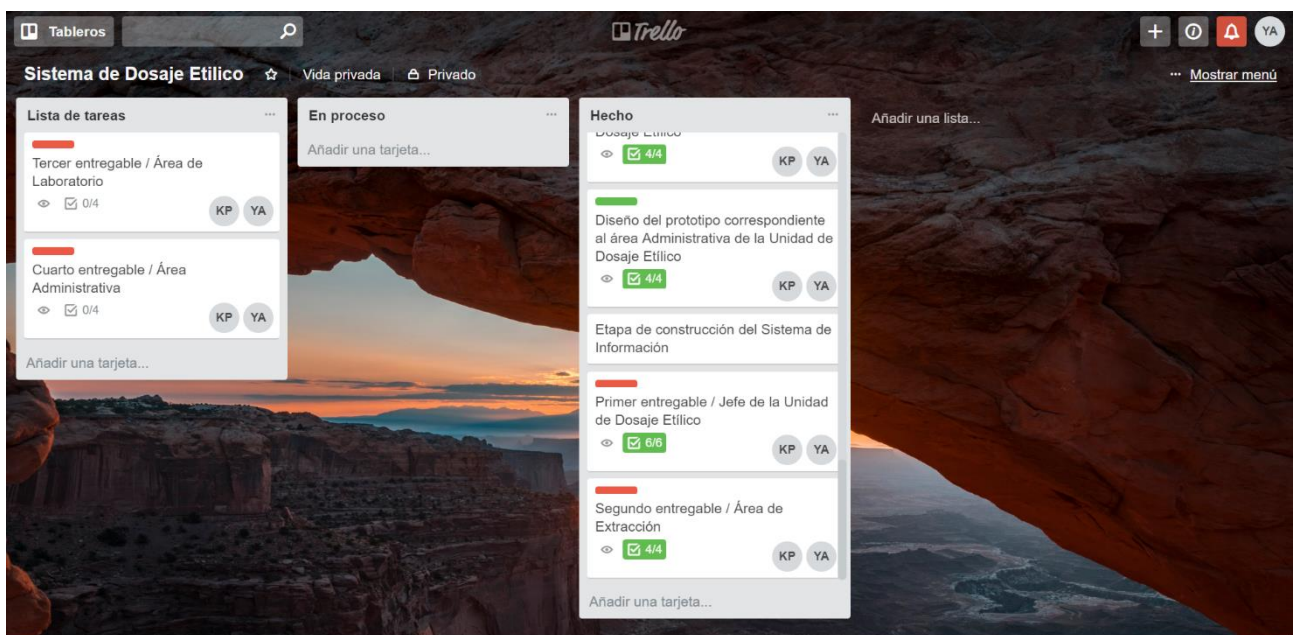 Tableros
Trello
YA
Sistema de Dosaje Etilico
Vida privada
Privado
Mostrar menú
Lista de tareas
Tercer entregable / Área de
Laboratorio
0/4
KP YA
Cuarto entregable / Área
Administrativa
0/4
KP YA
Añadir una tarjeta...
En proceso
Añadir una tarjeta...
Hecho
Dosaje Etílico
4/4
KP YA
Diseño del prototipo correspondiente
al área Administrativa de la Unidad de
Dosaje Etílico
4/4
KP YA
Etapa de construcción del Sistema de
Información
Primer entregable / Jefe de la Unidad
de Dosaje Etílico
6/6
KP YA
Segundo entregable / Área de
Extracción
4/4
KP YA
Añadir una tarjeta...
Añadir una lista...